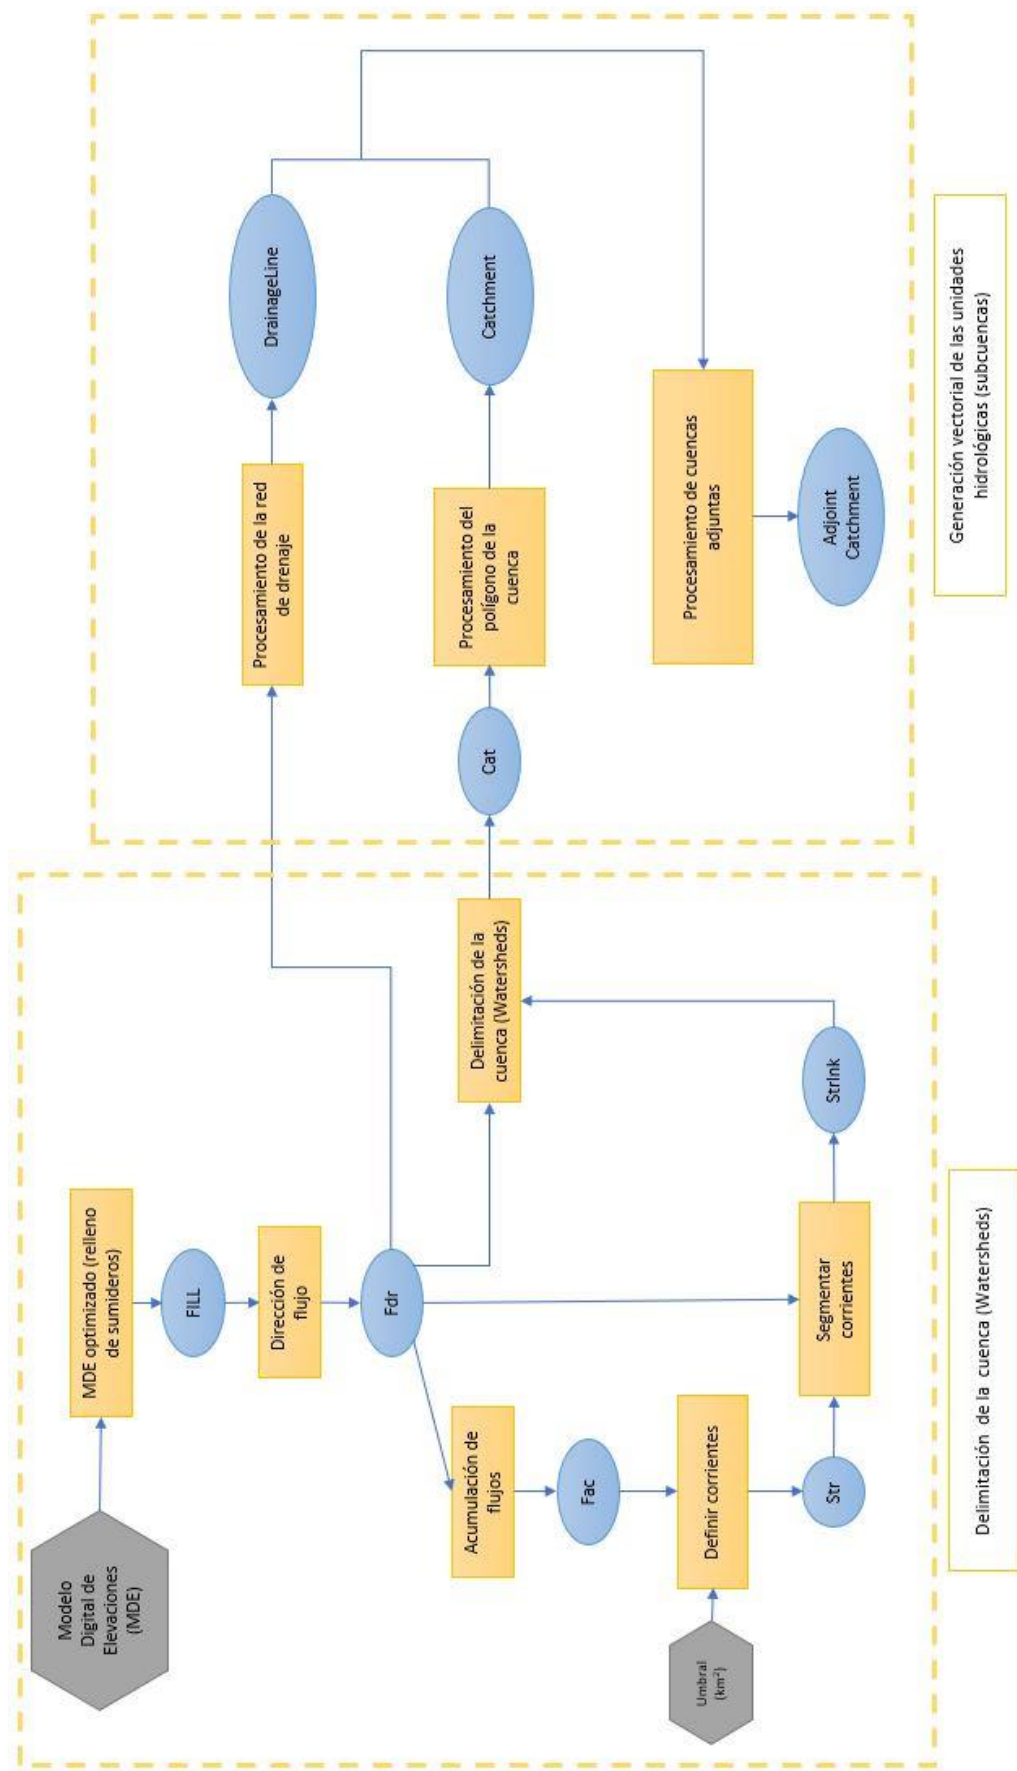 Modelo
Digital de
Elevaciones
(MDE)
MDE optimizado (relleno
de sumideros)
FILL
Dirección de
flujo
Fdr
Acumulación de
flujos
Fac
Umbral
(km²)
Definir corrientes
Str
Segmentar
corrientes
StrInk
Delimitación de la
cuenca (Watersheds)
Delimitación de la cuenca (Watersheds)
Procesamiento de la red
de drenaje
DrainageLine
Cat
Procesamiento del
polígono de la
cuenca
Catchment
Procesamiento de cuencas
adjuntas
Adjoint
Catchment
Generación vectorial de las unidades
hidrológicas (subcuencas)